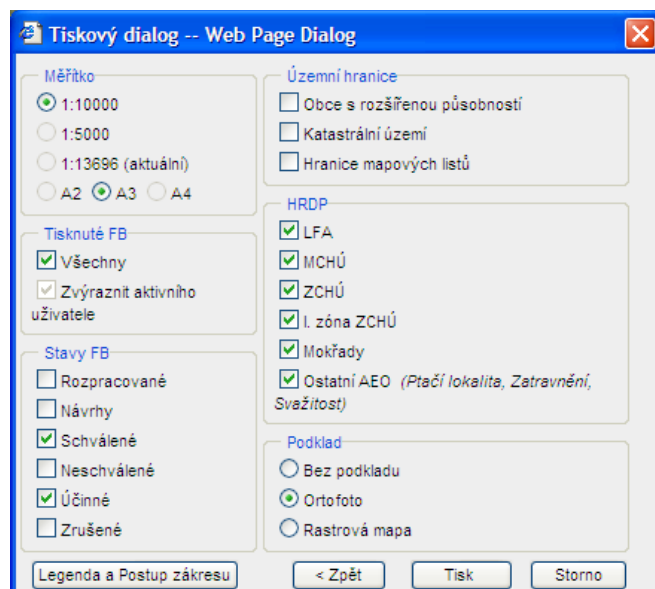 Tiskový dialog -- Web Page Dialog
Měřítko
1:10000
1:5000
1:13696 (aktuální)
A2 A3 A4
Tisknuté FB
Všechny
Zvýraznit aktivního
uživatele
Stavy FB
Rozpracované
Návrhy
Schválené
Neschválené
Účinné
Zrušené
Územní hranice
Obce s rozšířenou působností
Katastrální území
Hranice mapových listů
HRDP
LFA
MCHÚ
ZCHÚ
I. zóna ZCHÚ
Mokřady
Ostatní AEO (Ptačí lokalita, Zatravnění,
Svažitost)
Podklad
Bez podkladu
Ortofoto
Rastrová mapa
Legenda a Postup zákresu
< Zpět
Tisk
Storno